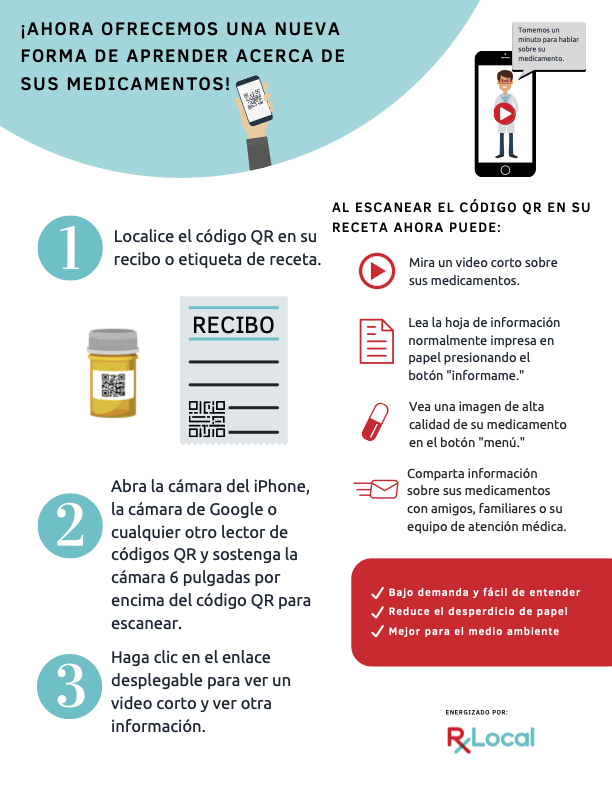 ¡AHORA OFRECEMOS UNA NUEVA
FORMA DE APRENDER ACERCA DE
SUS MEDICAMENTOS!
Tomemos un
minuto para hablar
sobre su
medicamento.
1
Localice el código QR en su
recibo o etiqueta de receta.
RECIBO
2
Abra la cámara del iPhone,
la cámara de Google o
cualquier otro lector de
códigos QR y sostenga la
cámara 6 pulgadas por
encima del código QR para
escanear.
3
Haga clic en el enlace
desplegable para ver un
video corto y ver otra
información.
AL ESCANEAR EL CÓDIGO QR EN SU
RECETA AHORA PUEDE:
Mira un video corto sobre
sus medicamentos.
Lea la hoja de información
normalmente impresa en
papel presionando el
botón "informame."
Vea una imagen de alta
calidad de su medicamento
en el botón "menú."
Comparta información
sobre sus medicamentos
con amigos, familiares o su
equipo de atención médica.
Bajo demanda y fácil de entender
Reduce el desperdicio de papel
Mejor para el medio ambiente
ENERGIZADO POR:
RxLocal